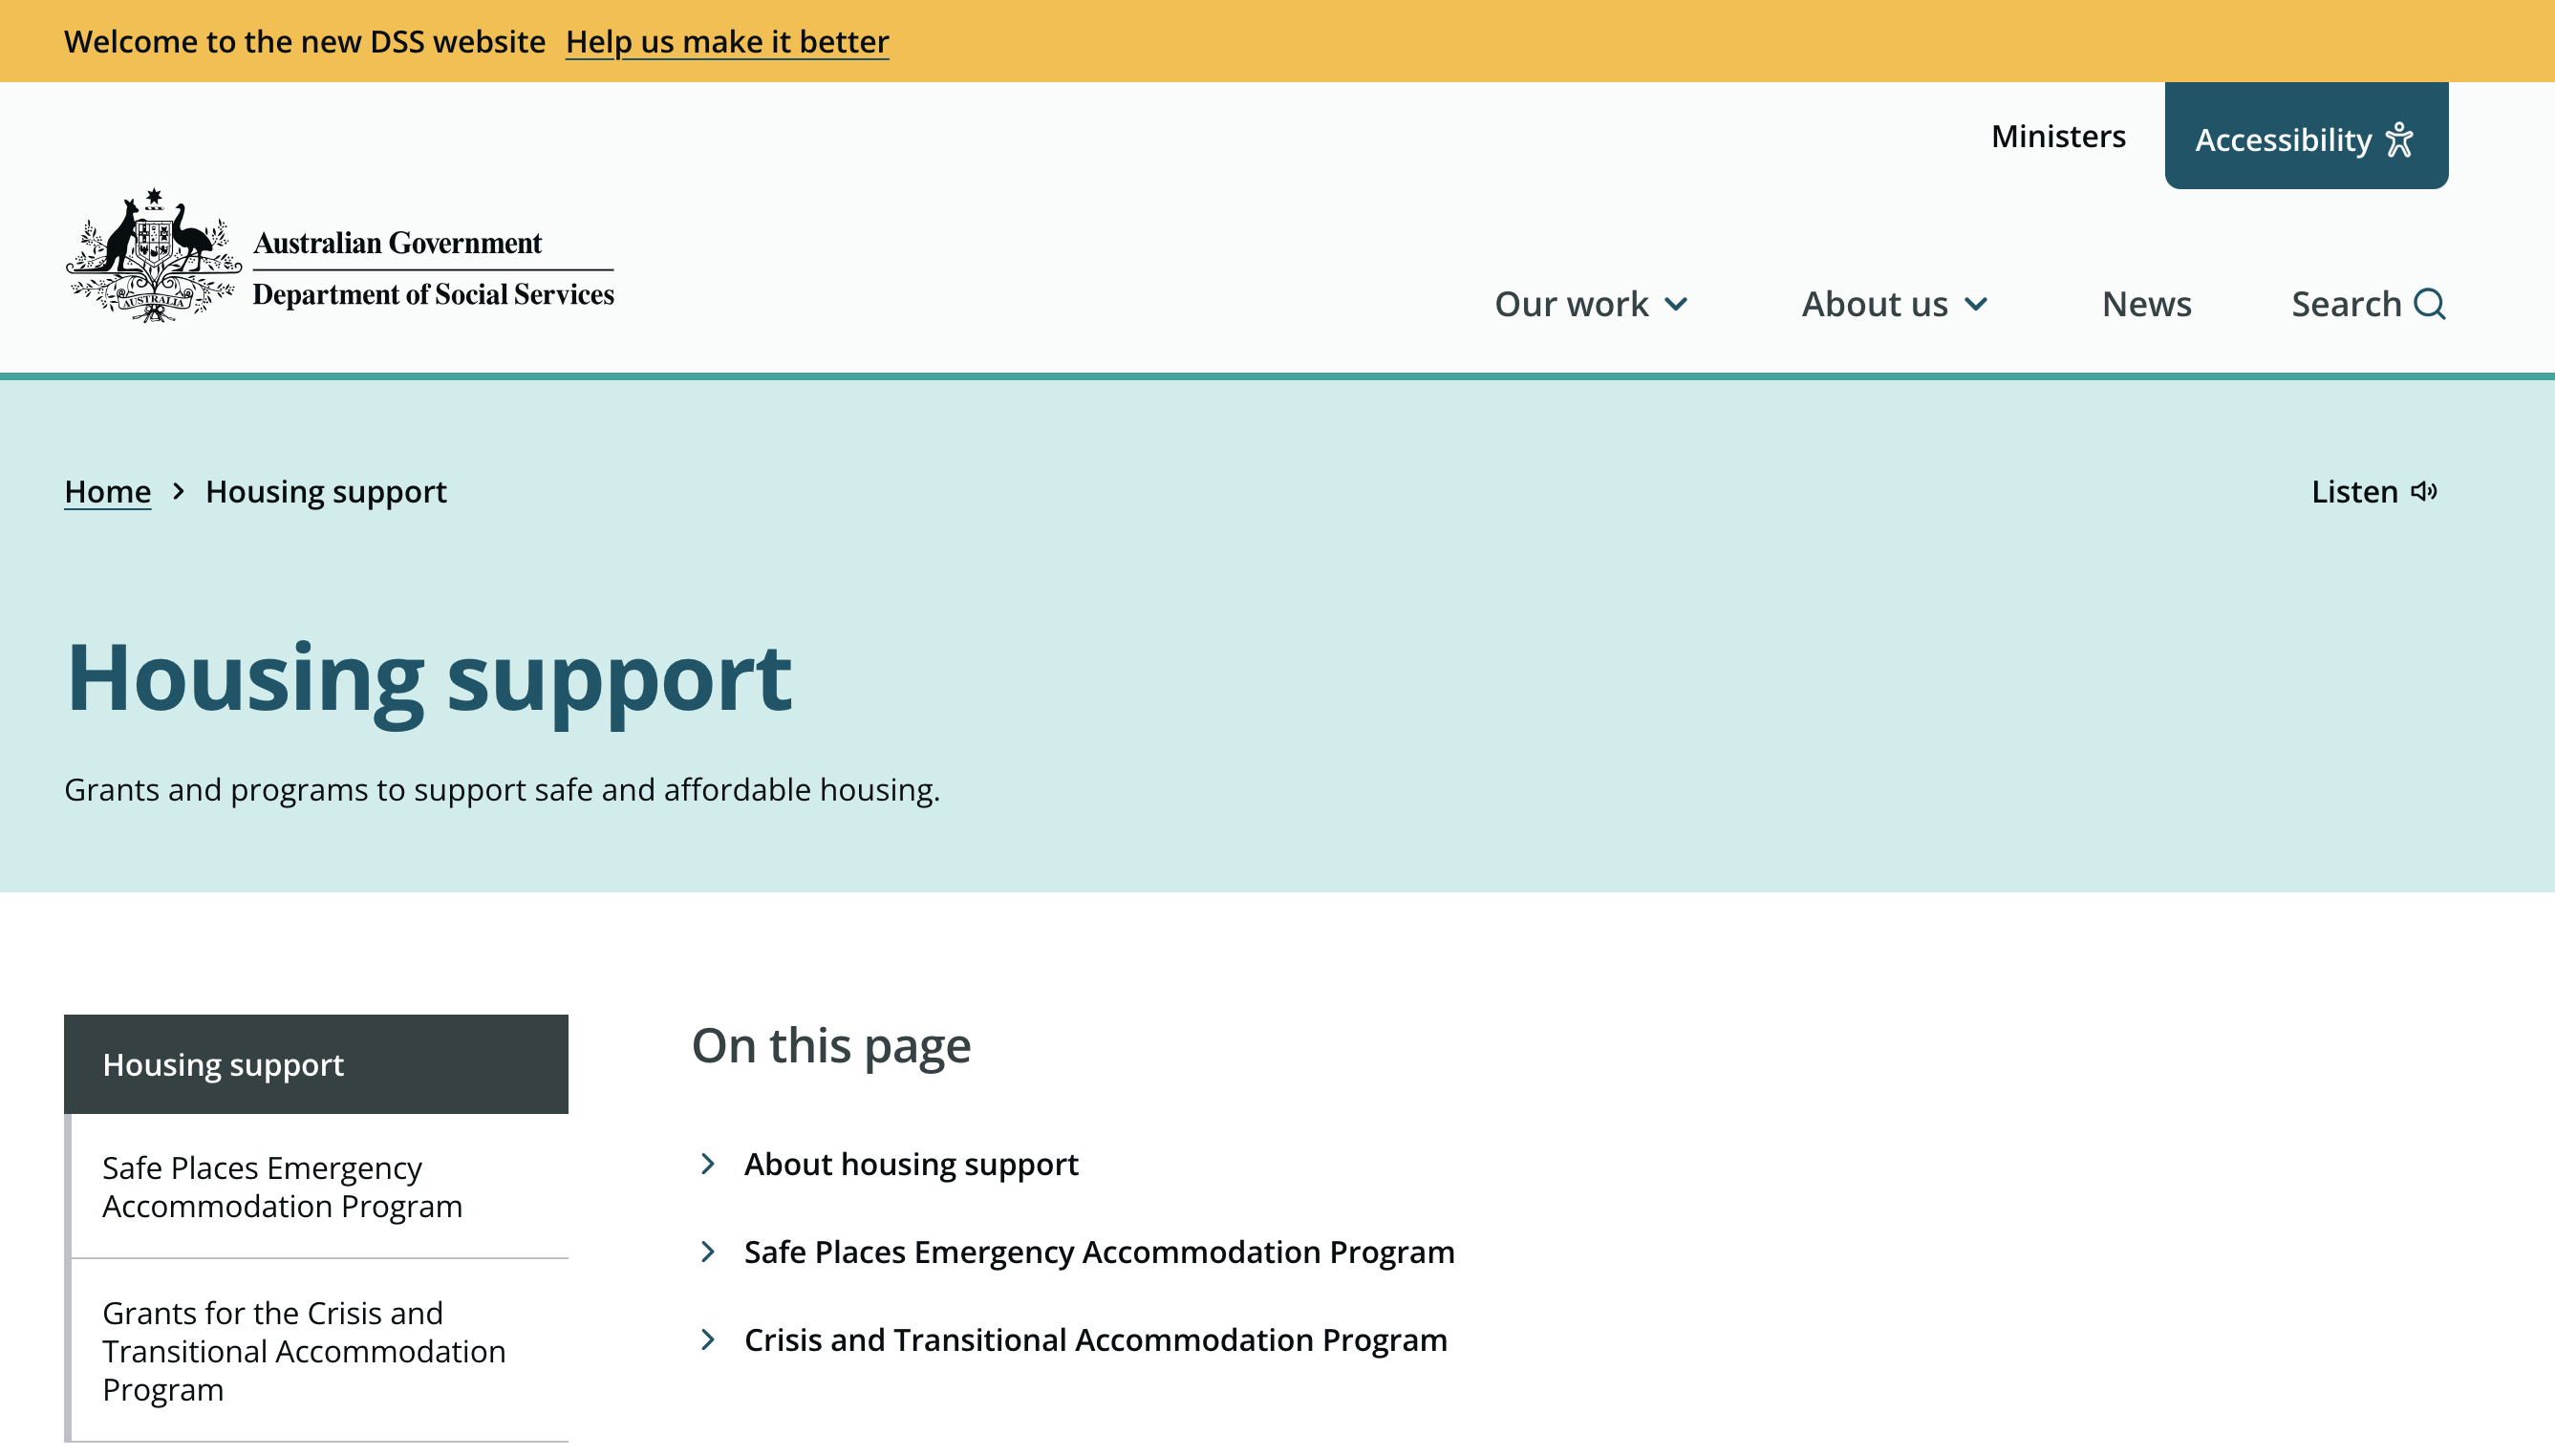 Welcome to the new DSS website Help us make it better
Ministers
Accessibility
AUSTRALIA
Australian Government
Department of Social Services
Our work
About us
News
Search
Home
Housing support
Listen
Housing support
Grants and programs to support safe and affordable housing.
Housing support
Safe Places Emergency
Accommodation Program
Grants for the Crisis and
Transitional Accommodation
Program
On this page
About housing support
Safe Places Emergency Accommodation Program
Crisis and Transitional Accommodation Program